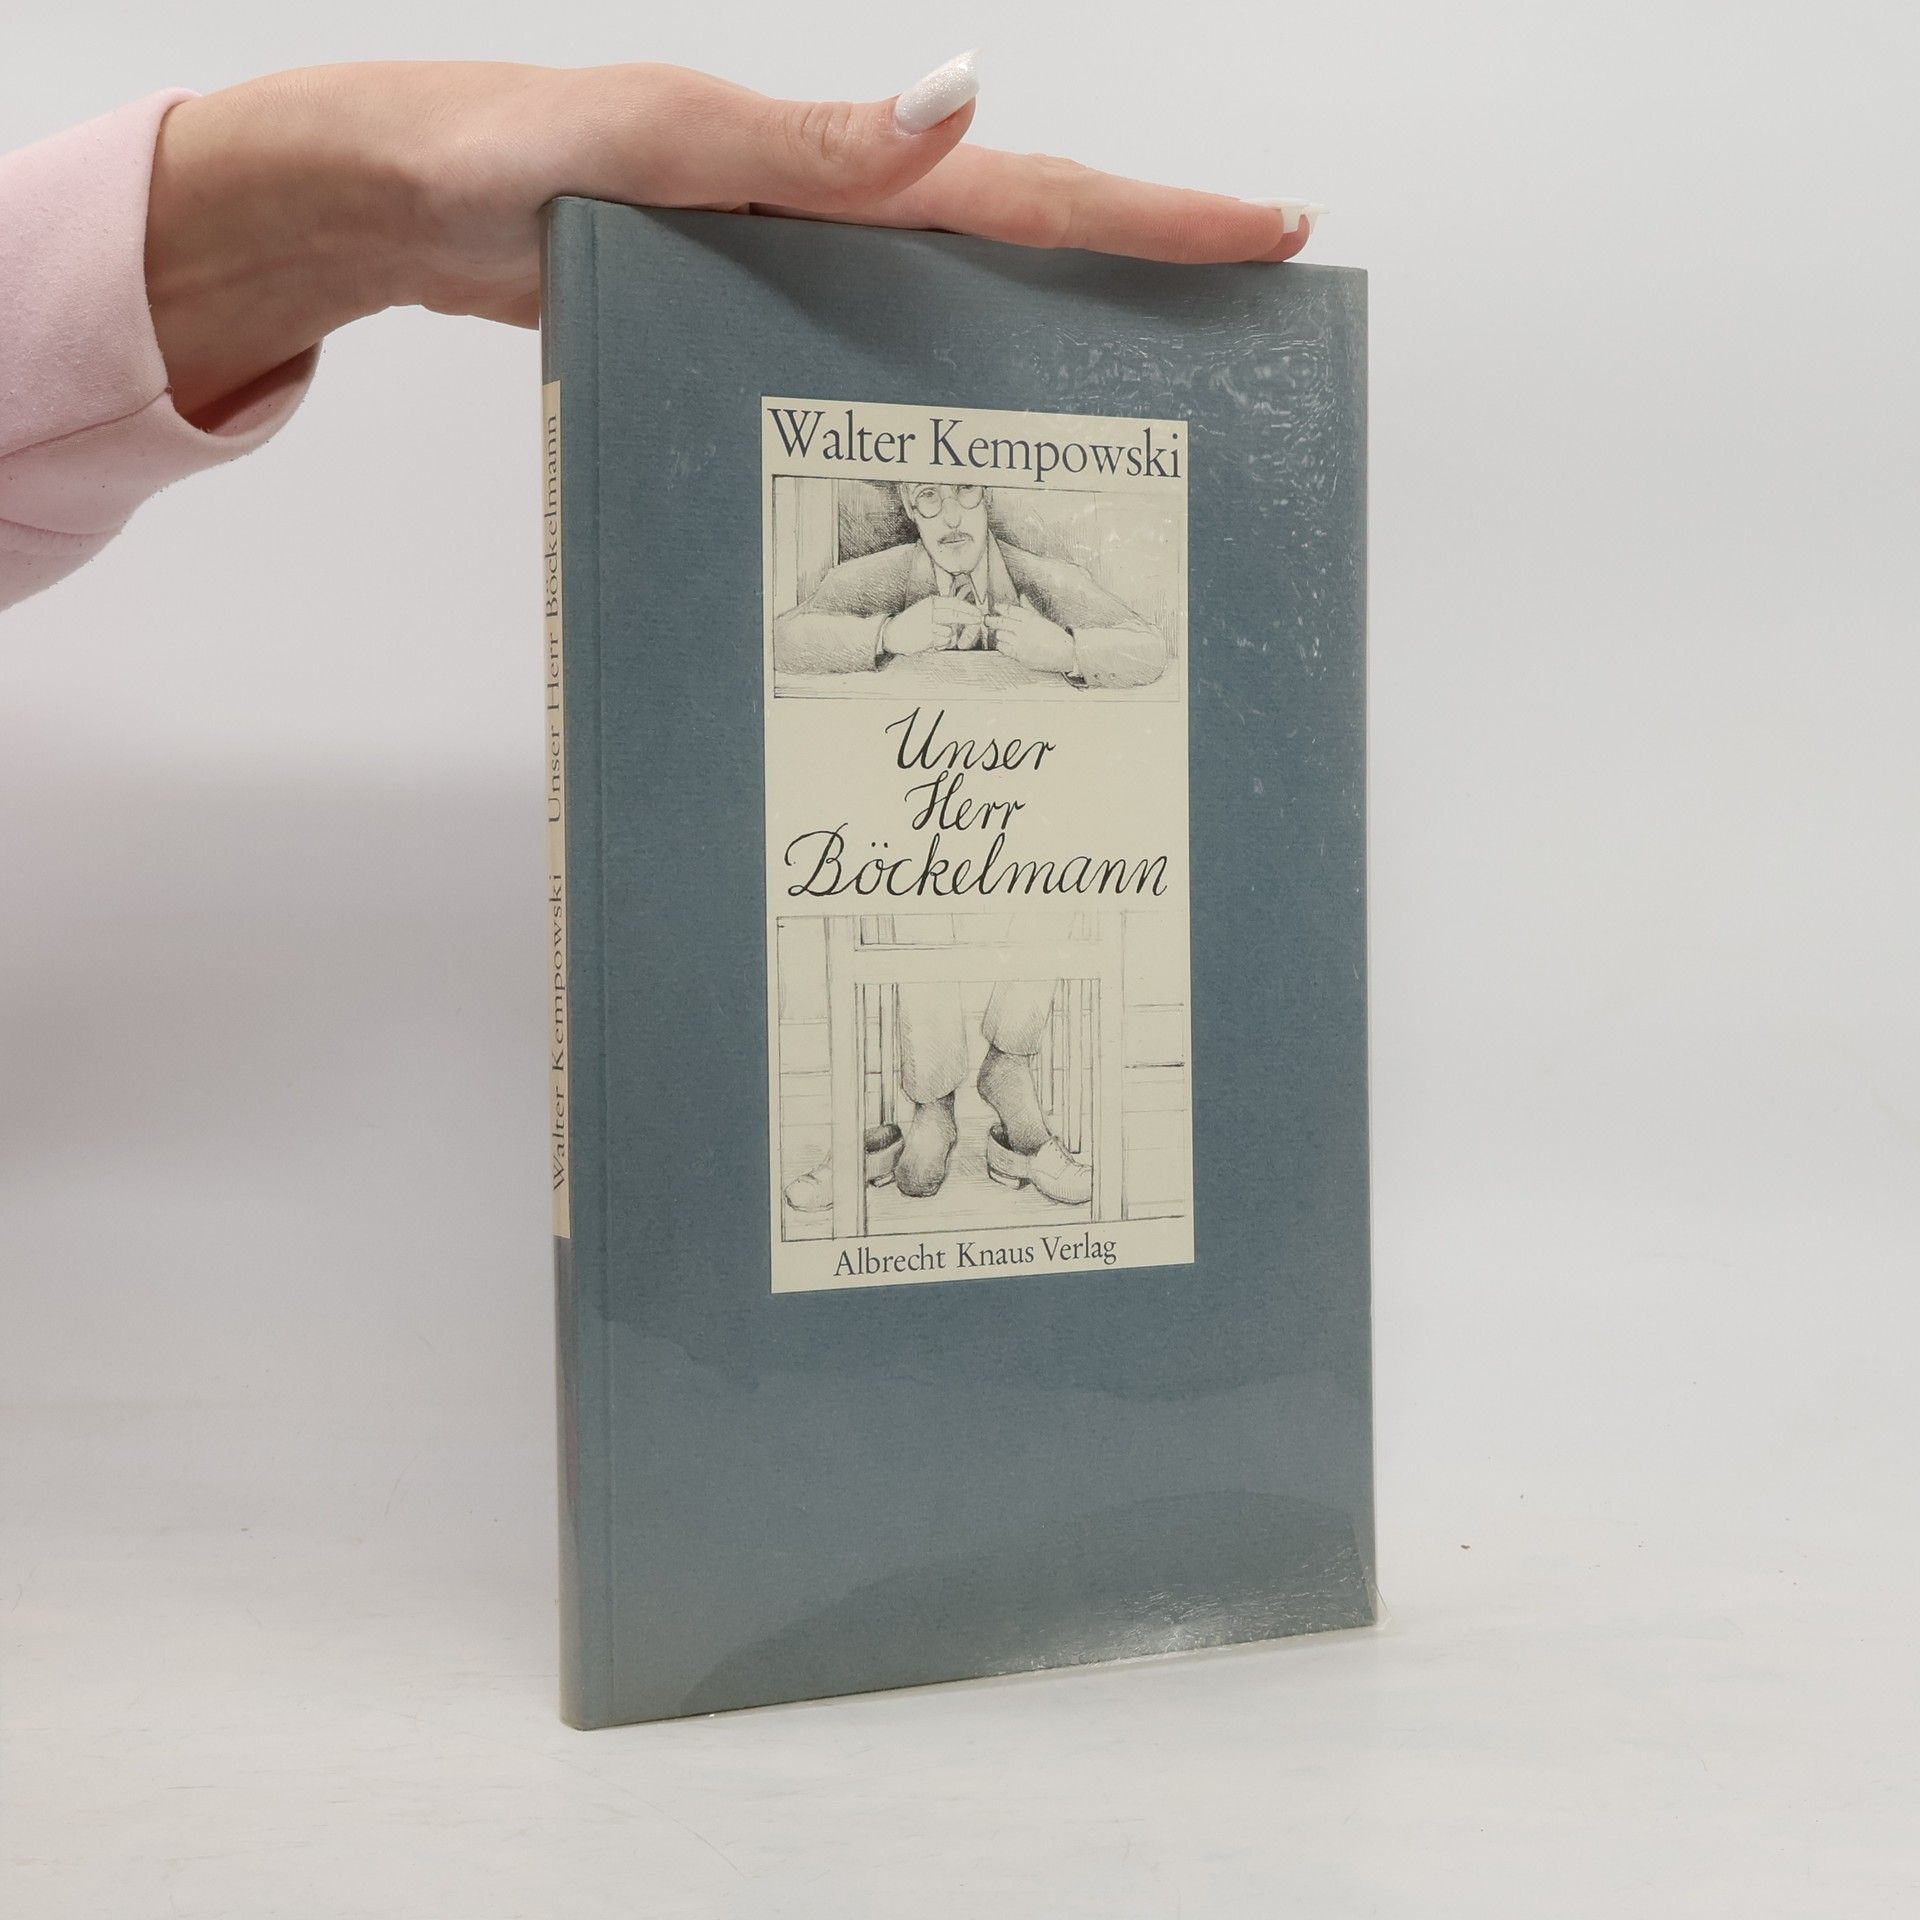 Walter Kempowski
Unser
Herr
Böckelmann
Albrecht Knaus Verlag
Walter Kempowski Unser Herr Böckelmann